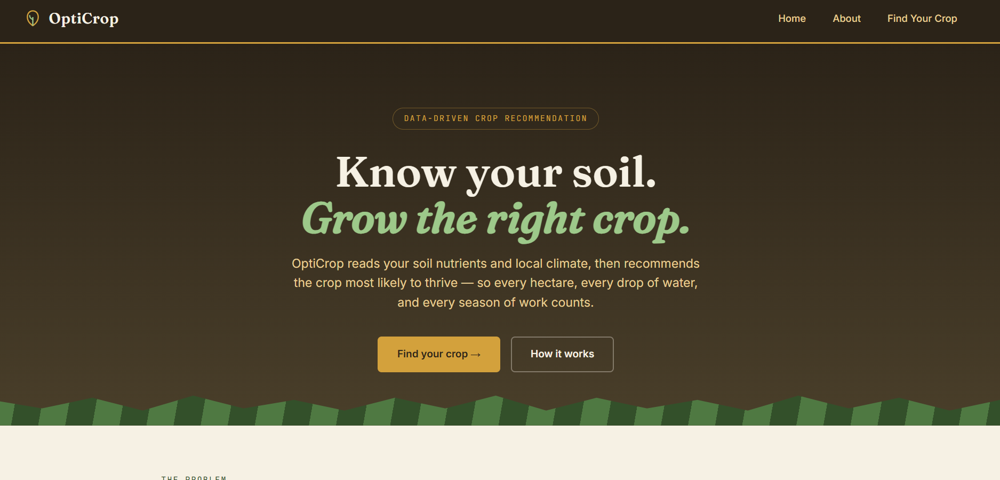 OptiCrop
Home
About
Find Your Crop
DATA-DRIVEN CROP RECOMMENDATION
Know your soil.
Grow the right crop.
OptiCrop reads your soil nutrients and local climate, then recommends
the crop most likely to thrive — so every hectare, every drop of water,
and every season of work counts.
Find your crop →
How it works
THE PROBLEM